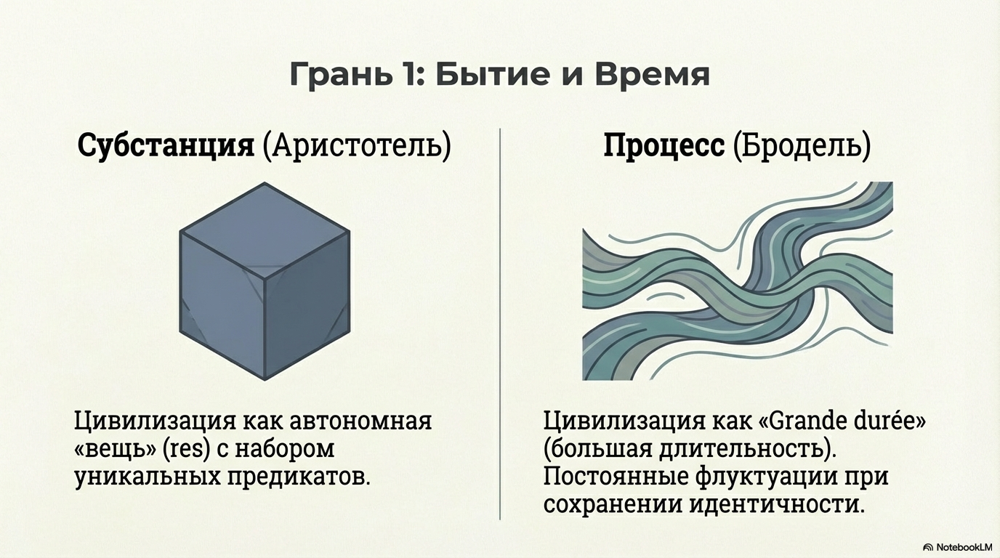 Грань 1: Бытие и Время
Субстанция (Аристотель)
Цивилизация как автономная
«вещь» (res) с набором
уникальных предикатов.
Процесс (Бродель)
Цивилизация как «Grande durée»
(большая длительность).
Постоянные флуктуации при
сохранении идентичности.
NotebookLM